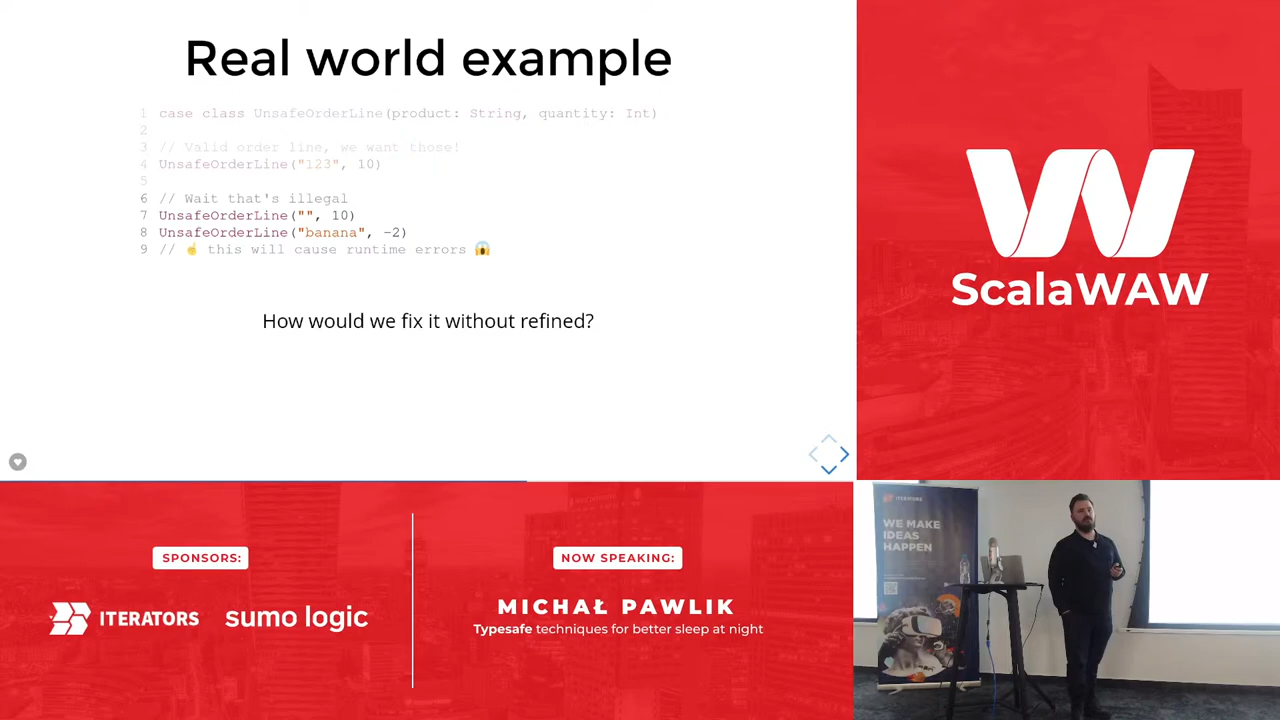 Real world example
1 case class UnsafeOrderLine(product: String, quantity: Int)
2
3 // Valid order line, we want those!
4 UnsafeOrderLine("123", 10)
5
6 // Wait that's illegal
7 UnsafeOrderLine("", 10)
8 UnsafeOrderLine("banana", -2)
9 // ☝ this will cause runtime errors 😱
How would we fix it without refined?
ScalaWAW
SPONSORS:
ITERATORS
sumo logic
NOW SPEAKING:
MICHAŁ PAWLIK
Typesafe techniques for better sleep at night
ITERATORS
WE MAKE
IDEAS
HAPPEN